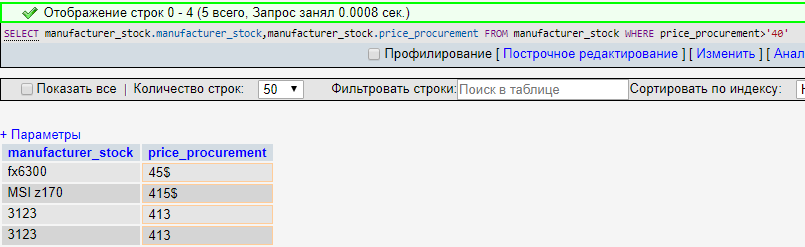 Отображение строк 0 - 4 (5 всего, Запрос занял 0.0008 сек.)
SELECT manufacturer_stock.manufacturer_stock,manufacturer_stock.price_procurement FROM manufacturer_stock WHERE price_procurement>'40'
Профилирование [ Построчное редактирование ] [ Изменить ] [ Анал
Показать все | Количество строк: 50 Фильтровать строки: Поиск в таблице Сортировать по индексу:
+ Параметры
manufacturer_stock price_procurement
fx6300 45$
MSI z170 415$
3123 413
3123 413